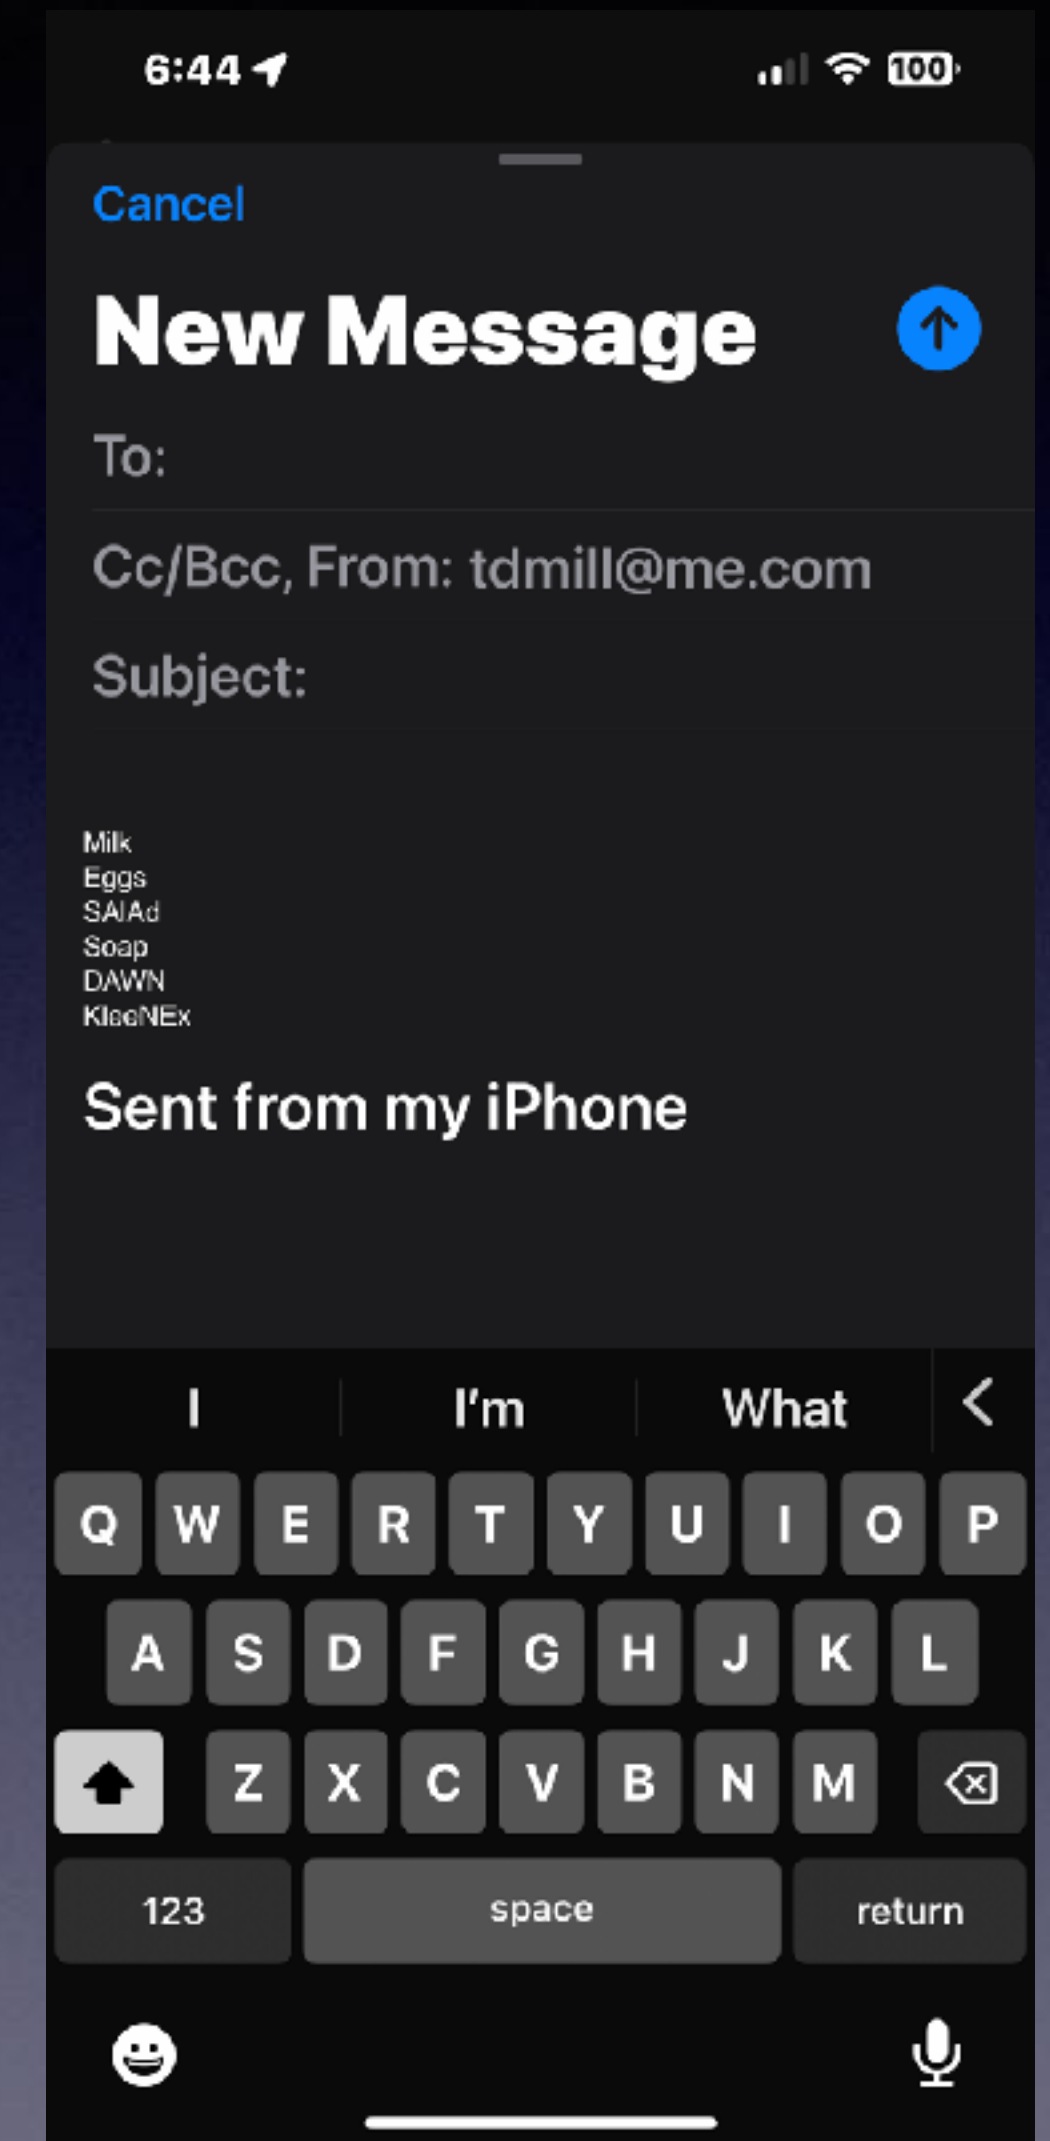 6:44
100
Cancel
New Message
To:
Cc/Bcc, From: tdmill@me.com
Subject:
Milk
Eggs
SAlAd
Soap
DAWN
KleeNEx
Sent from my iPhone
I I'm What
Q W E R T Y U I O P
A S D F G H J K L
Z X C V B N M
123 space return